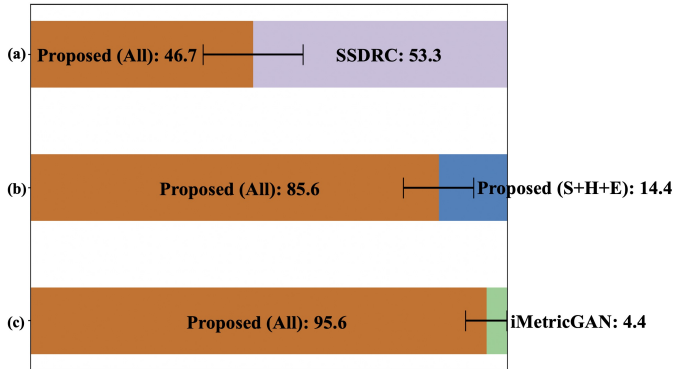 (a) Proposed (All): 46.7 SSDRC: 53.3
(b) Proposed (All): 85.6 Proposed (S+H+E): 14.4
(c) Proposed (All): 95.6 iMetricGAN: 4.4